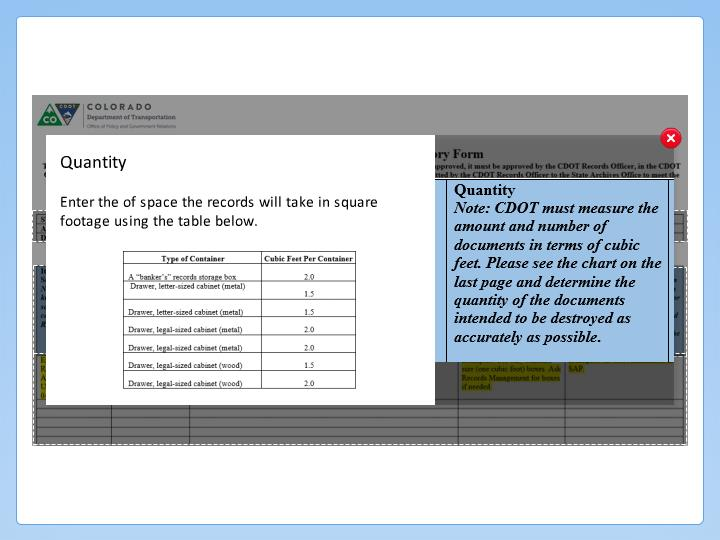 COLORADO
Department of Transportation
Office of Policy and Government Relations
ory Form
approved, it must be approved by the CDOT Records Officer, in the CDOT
tted by the CDOT Records Officer to the State Archives Office to meet the
Quantity
Enter the of space the records will take in square
footage using the table below.
Type of Container Cubic Feet Per Container
A “banker’s” records storage box 2.0
Drawer, letter-sized cabinet (metal) 1.5
Drawer, letter-sized cabinet (metal) 1.5
Drawer, legal-sized cabinet (metal) 2.0
Drawer, legal-sized cabinet (metal) 2.0
Drawer, legal-sized cabinet (wood) 1.5
Drawer, legal-sized cabinet (wood) 2.0
Quantity
Note: CDOT must measure the
amount and number of
documents in terms of cubic
feet. Please see the chart on the
last page and determine the
quantity of the documents
intended to be destroyed as
accurately as possible.
size (one cubic foot) boxes. Ask
Records Management for boxes
if needed.
SAP.